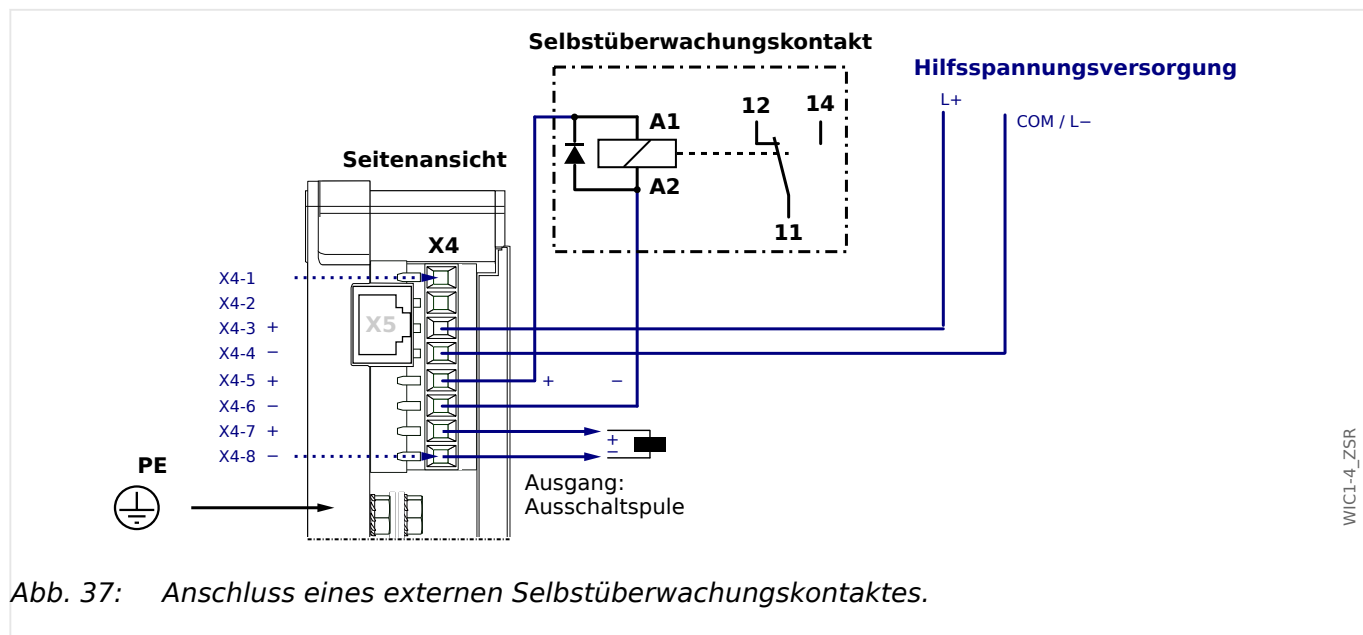 Selbstüberwachungskontakt
Hilfsspannungsversorgung
L+
COM / L−
12
14
A1
A2
11
Seitenansicht
X4
X5
X4-1
X4-2
X4-3 +
X4-4 −
X4-5 +
+ −
X4-6 −
X4-7 +
+
X4-8 −
−
PE
Ausgang:
Ausschaltspule
WIC1-4_ZSR
Abb. 37: Anschluss eines externen Selbstüberwachungskontaktes.